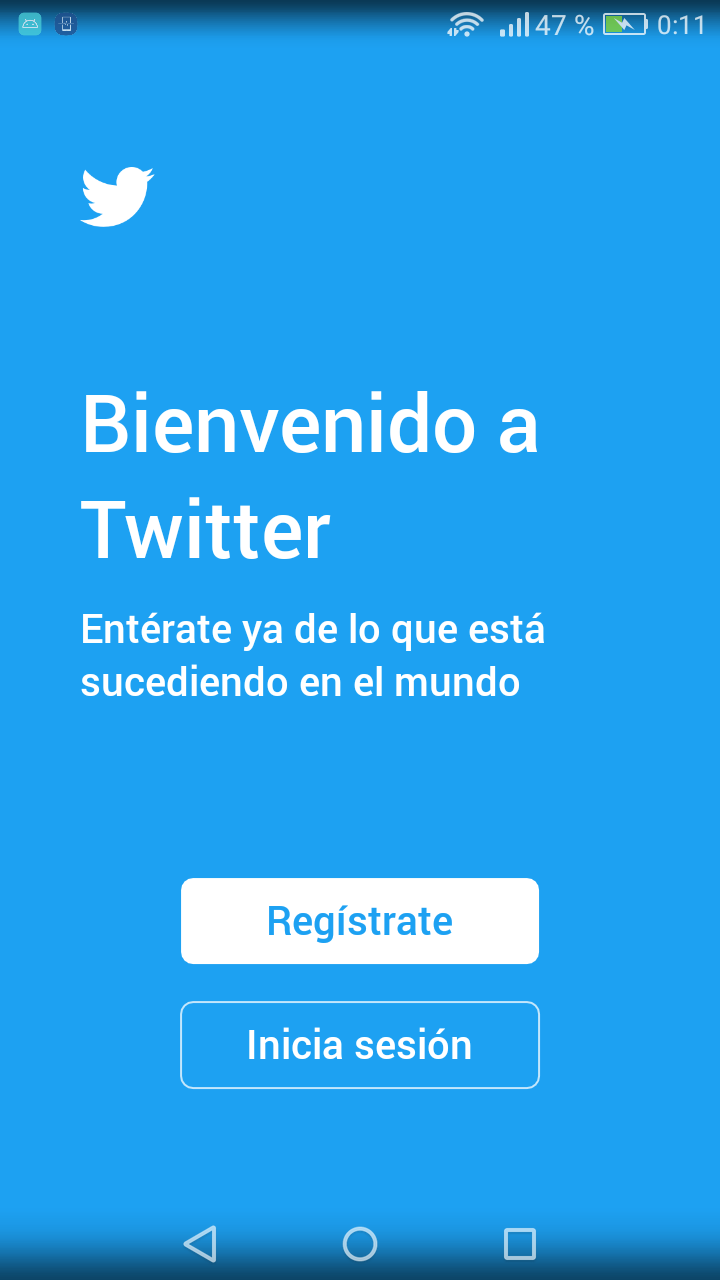 47 % 0:11
Bienvenido a
Twitter
Entérate ya de lo que está
sucediendo en el mundo
Regístrate
Inicia sesión